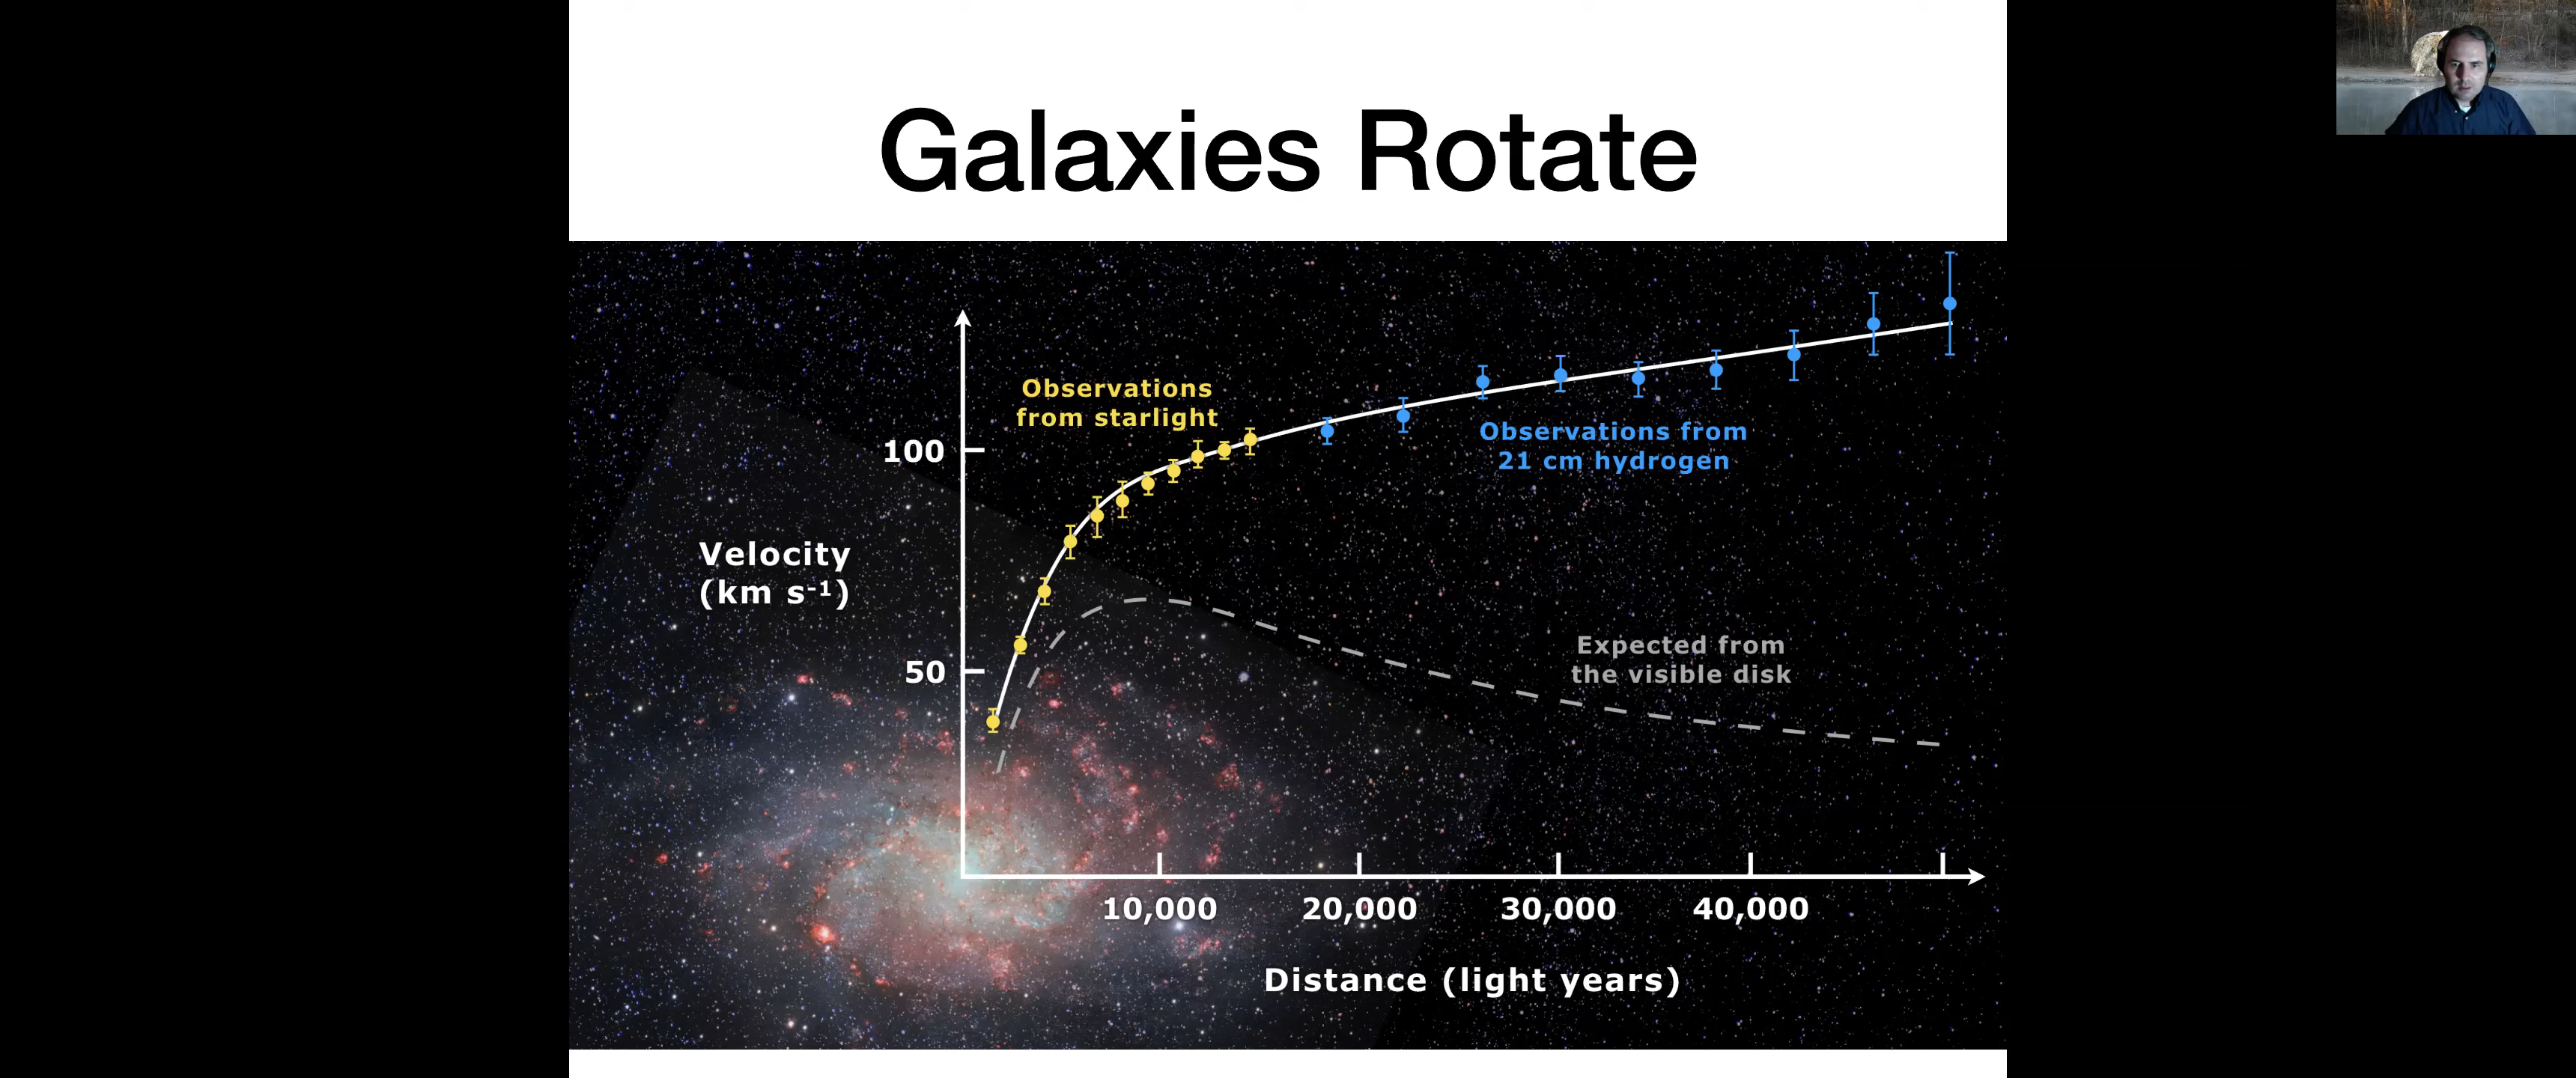 Galaxies Rotate
Observations
from starlight
100
Observations from
21 cm hydrogen
Velocity
(km s⁻¹)
50
Expected from
the visible disk
10,000
20,000
30,000
40,000
Distance (light years)